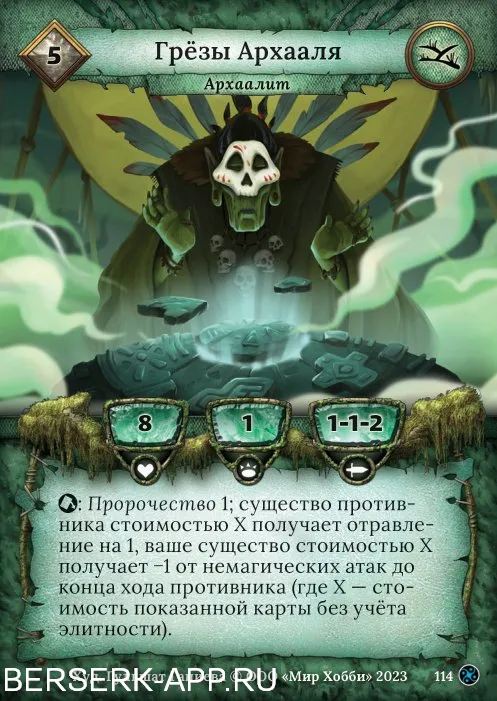 5
Грёзы Архааля
Архаалит
8
1
1-1-2
: Пророчество 1; существо против-
ника стоимостью X получает отравле-
ние на 1, ваше существо стоимостью X
получает −1 от немагических атак до
конца хода противника (где X — сто-
имость показанной карты без учёта
элитности).
© ООО «Мир Хобби» 2023
114
BERSERK-APP.RU